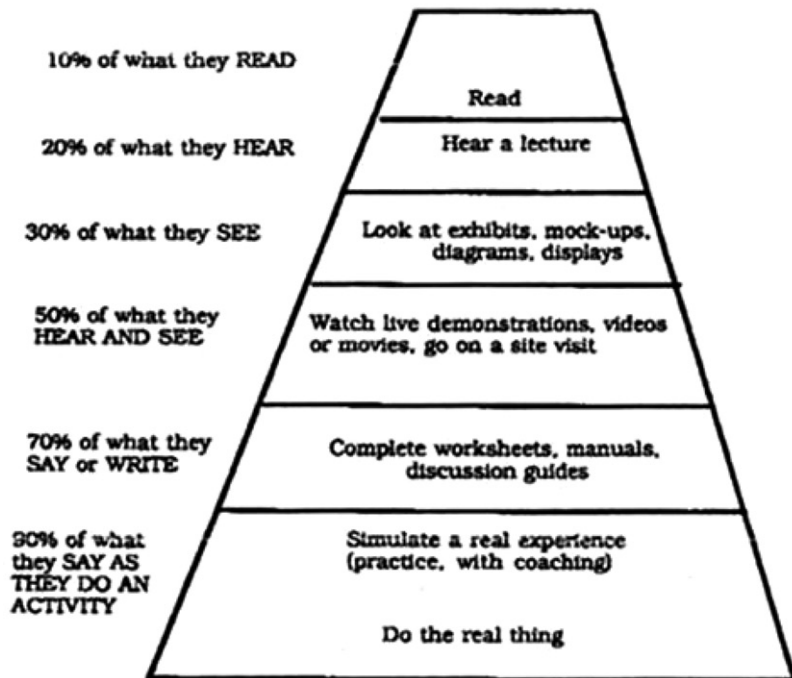 10% of what they READ
Read
20% of what they HEAR
Hear a lecture
30% of what they SEE
Look at exhibits, mock-ups,
diagrams, displays
50% of what they
HEAR AND SEE
Watch live demonstrations, videos
or movies, go on a site visit
70% of what they
SAY or WRITE
Complete worksheets, manuals,
discussion guides
90% of what
they SAY AS
THEY DO AN
ACTIVITY
Simulate a real experience
(practice, with coaching)
Do the real thing